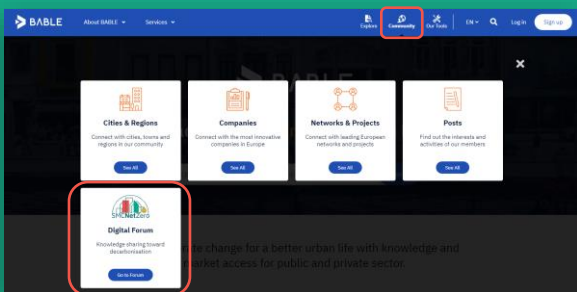 BABLE
About BABLE
Services
Explore
Community
Our Tools
EN
Log in
Sign up
Cities & Regions
Connect with cities, towns and
regions in our community
See All
Companies
Connect with the most innovative
companies in Europe
See All
Networks & Projects
Connect with leading European
networks and projects
See All
Posts
Find out the interests and
activities of our members
See All
SMCNetZero
Digital Forum
Knowledge sharing toward
decarbonisation
Go to Forum
rate change for a better urban life with knowledge and
market access for public and private sector.